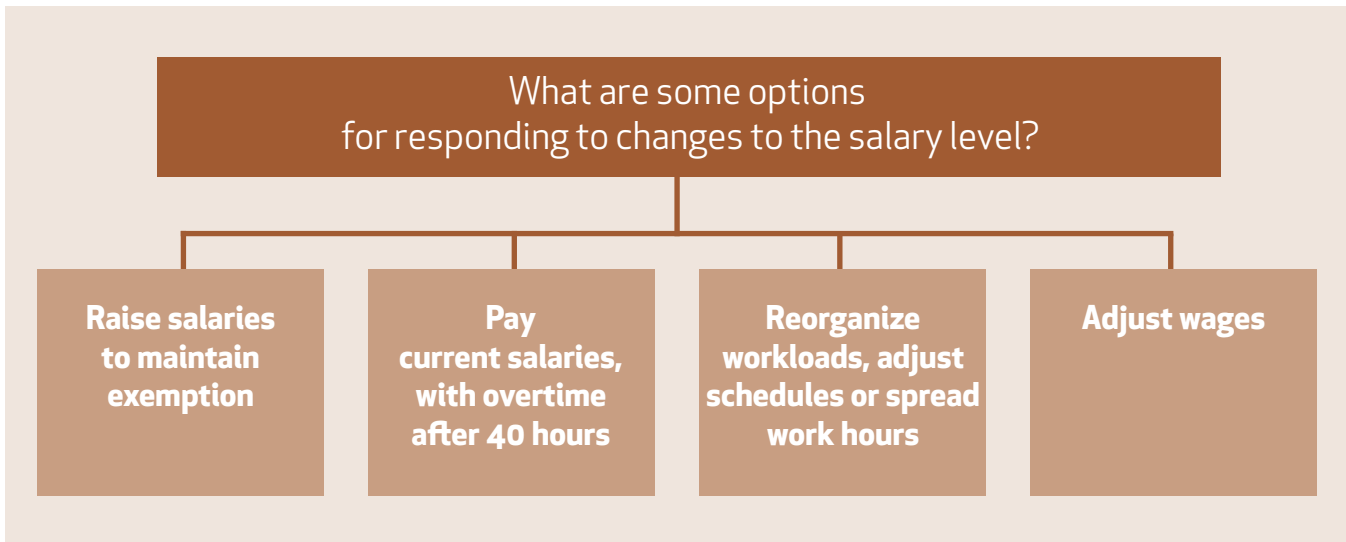 What are some options
for responding to changes to the salary level?
Raise salaries
to maintain
exemption
Pay
current salaries,
with overtime
after 40 hours
Reorganize
workloads, adjust
schedules or spread
work hours
Adjust wages